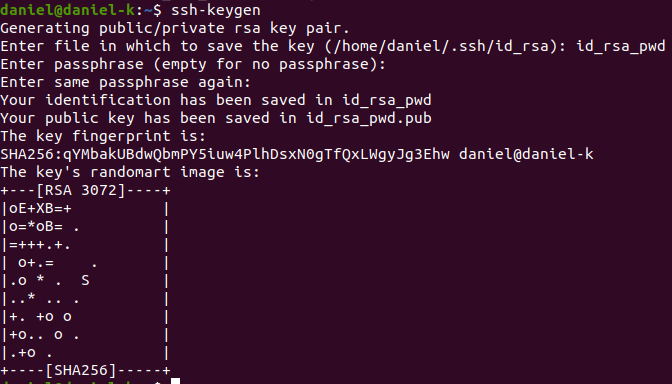 daniel@daniel-k:~$ ssh-keygen
Generating public/private rsa key pair.
Enter file in which to save the key (/home/daniel/.ssh/id_rsa): id_rsa_pwd
Enter passphrase (empty for no passphrase):
Enter same passphrase again:
Your identification has been saved in id_rsa_pwd
Your public key has been saved in id_rsa_pwd.pub
The key fingerprint is:
SHA256:qYMbakUBdwQbmPY5iuw4PlhDsxN0gTfQxLWgyJg3Ehw daniel@daniel-k
The key's randomart image is:
+---[RSA 3072]----+
|oE+XB=+          |
|o=*oB= .         |
|=+++.+.          |
| o+.=    .       |
|.o * .  S        |
|..* .. .         |
|+. +o o          |
|+o.. o .         |
|.+o .            |
+----[SHA256]-----+